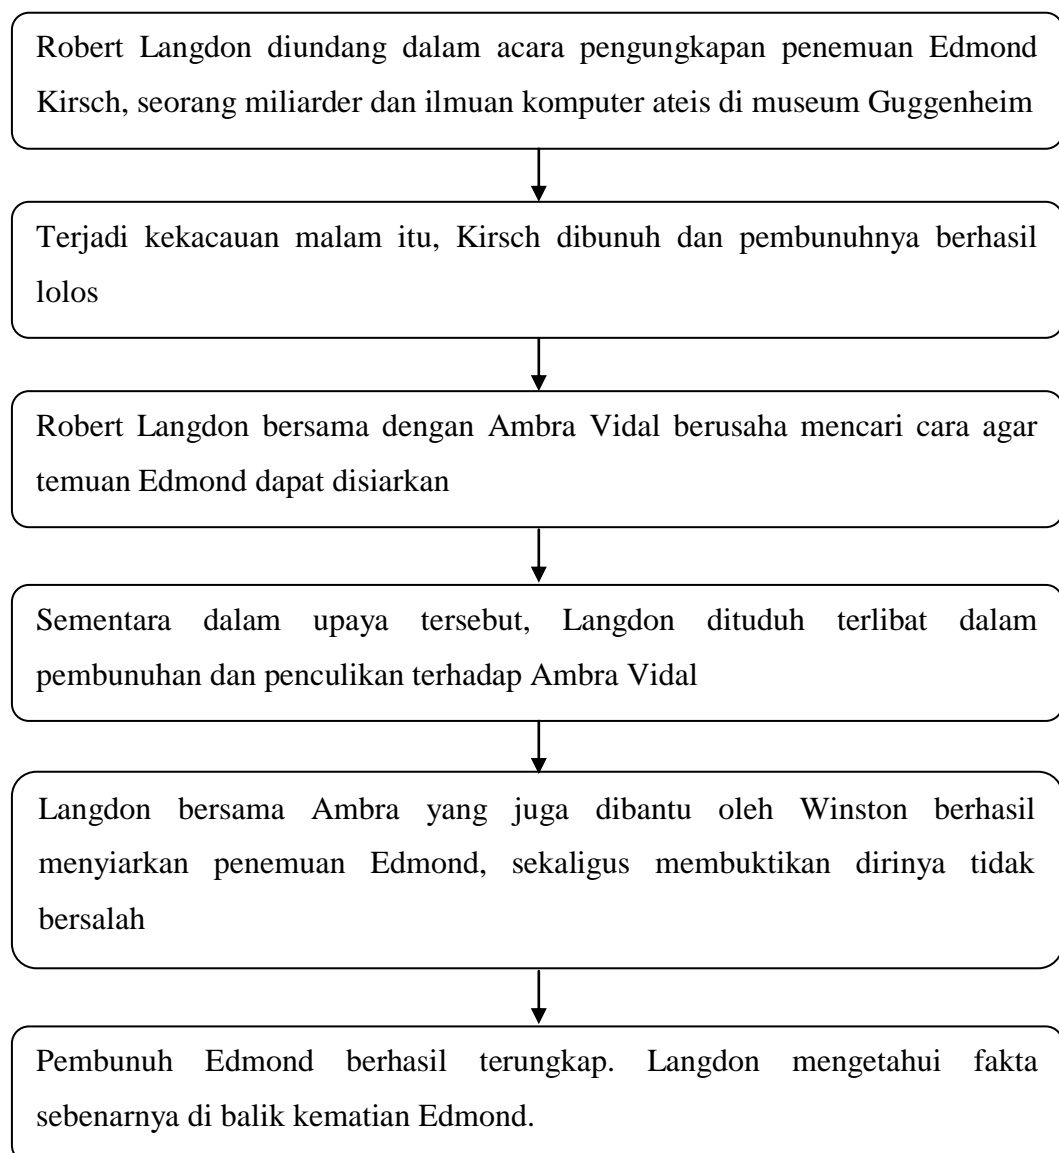 Robert Langdon diundang dalam acara pengungkapan penemuan Edmond
Kirsch, seorang miliarder dan ilmuan komputer ateis di museum Guggenheim
Terjadi kekacauan malam itu, Kirsch dibunuh dan pembunuhnya berhasil
lolos
Robert Langdon bersama dengan Ambra Vidal berusaha mencari cara agar
temuan Edmond dapat disiarkan
Sementara dalam upaya tersebut, Langdon dituduh terlibat dalam
pembunuhan dan penculikan terhadap Ambra Vidal
Langdon bersama Ambra yang juga dibantu oleh Winston berhasil
menyiarkan penemuan Edmond, sekaligus membuktikan dirinya tidak
bersalah
Pembunuh Edmond berhasil terungkap. Langdon mengetahui fakta
sebenarnya di balik kematian Edmond.